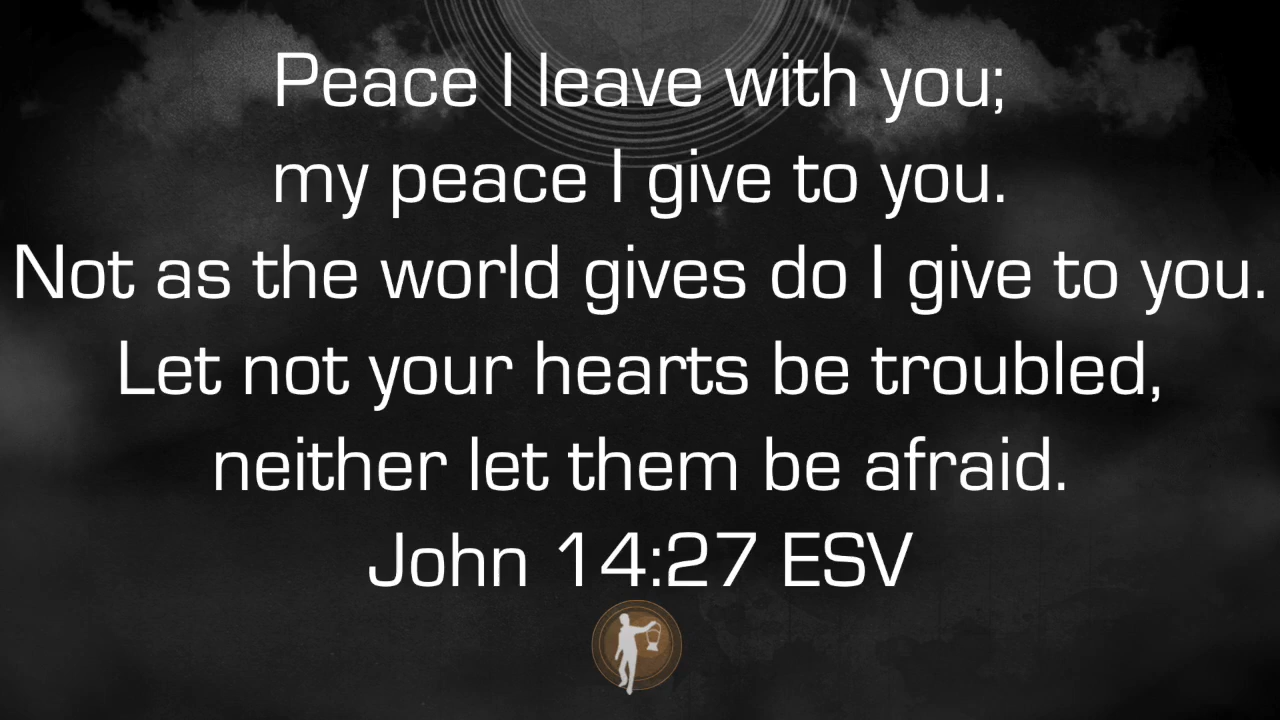 Peace I leave with you;
my peace I give to you.
Not as the world gives do I give to you.
Let not your hearts be troubled,
neither let them be afraid.
John 14:27 ESV